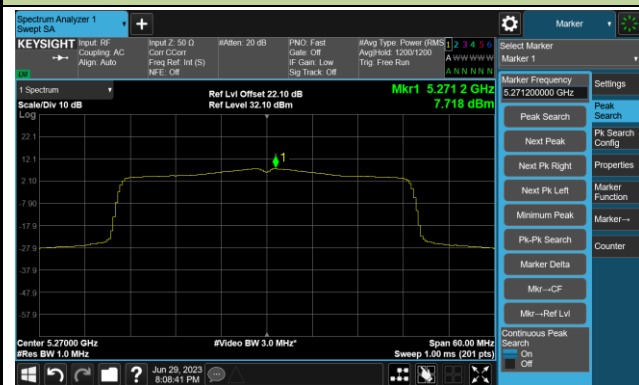 Spectrum Analyzer 1
Swept SA
+
Marker
KEYSIGHT
Input: RF
Coupling: AC
Align: Auto
Input Z: 50 Ω
Corr CCorr
Freq Ref: Int (S)
NFE: Off
#Atten: 20 dB
PNO: Fast
Gate: Off
IF Gain: Low
Sig Track: Off
#Avg Type: Power (RMS
Avg|Hold: 1200/1200
Trig: Free Run
1 2 3 4 5 6
A W W W W W
A N N N N N
Select Marker
Marker 1
1 Spectrum
Scale/Div 10 dB
Log
Ref Lvl Offset 22.10 dB
Ref Level 32.10 dBm
Mkr1 5.271 2 GHz
7.718 dBm
22.1
12.1
2.10
-7.90
-17.9
-27.9
-37.9
-47.9
-57.9
1
Center 5.27000 GHz
#Res BW 1.0 MHz
#Video BW 3.0 MHz*
Span 60.00 MHz
Sweep 1.00 ms (201 pts)
Marker Frequency
5.271200000 GHz
Peak Search
Next Peak
Next Pk Right
Next Pk Left
Minimum Peak
Pk-Pk Search
Marker Delta
Mkr→CF
Mkr→Ref Lvl
Continuous Peak
Search
On
Off
Settings
Peak
Search
Pk Search
Config
Properties
Marker
Function
Marker→
Counter
?
Jun 29, 2023
8:08:41 PM